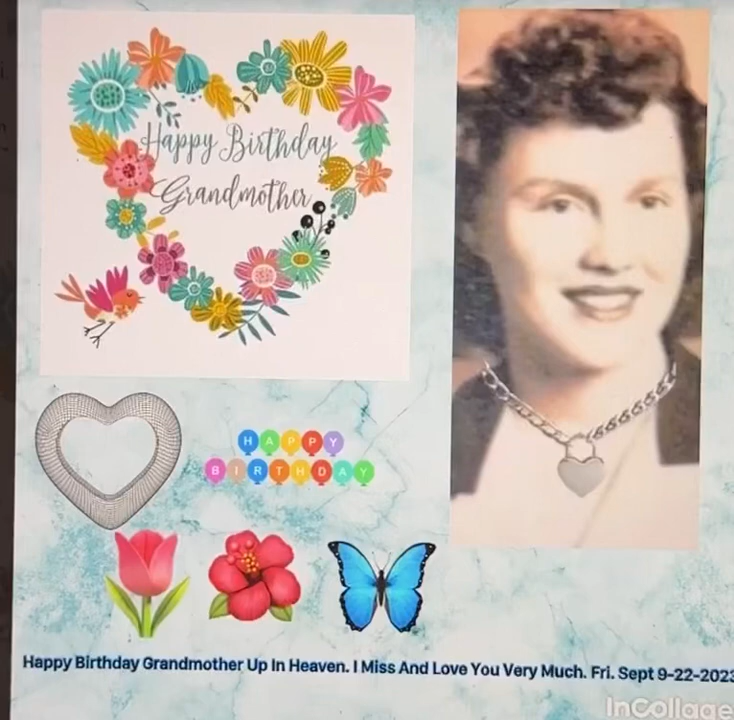 Happy Birthday
Grandmother
HAPPY
BIRTHDAY
Happy Birthday Grandmother Up In Heaven. I Miss And Love You Very Much. Fri. Sept 9-22-2023
InCollage